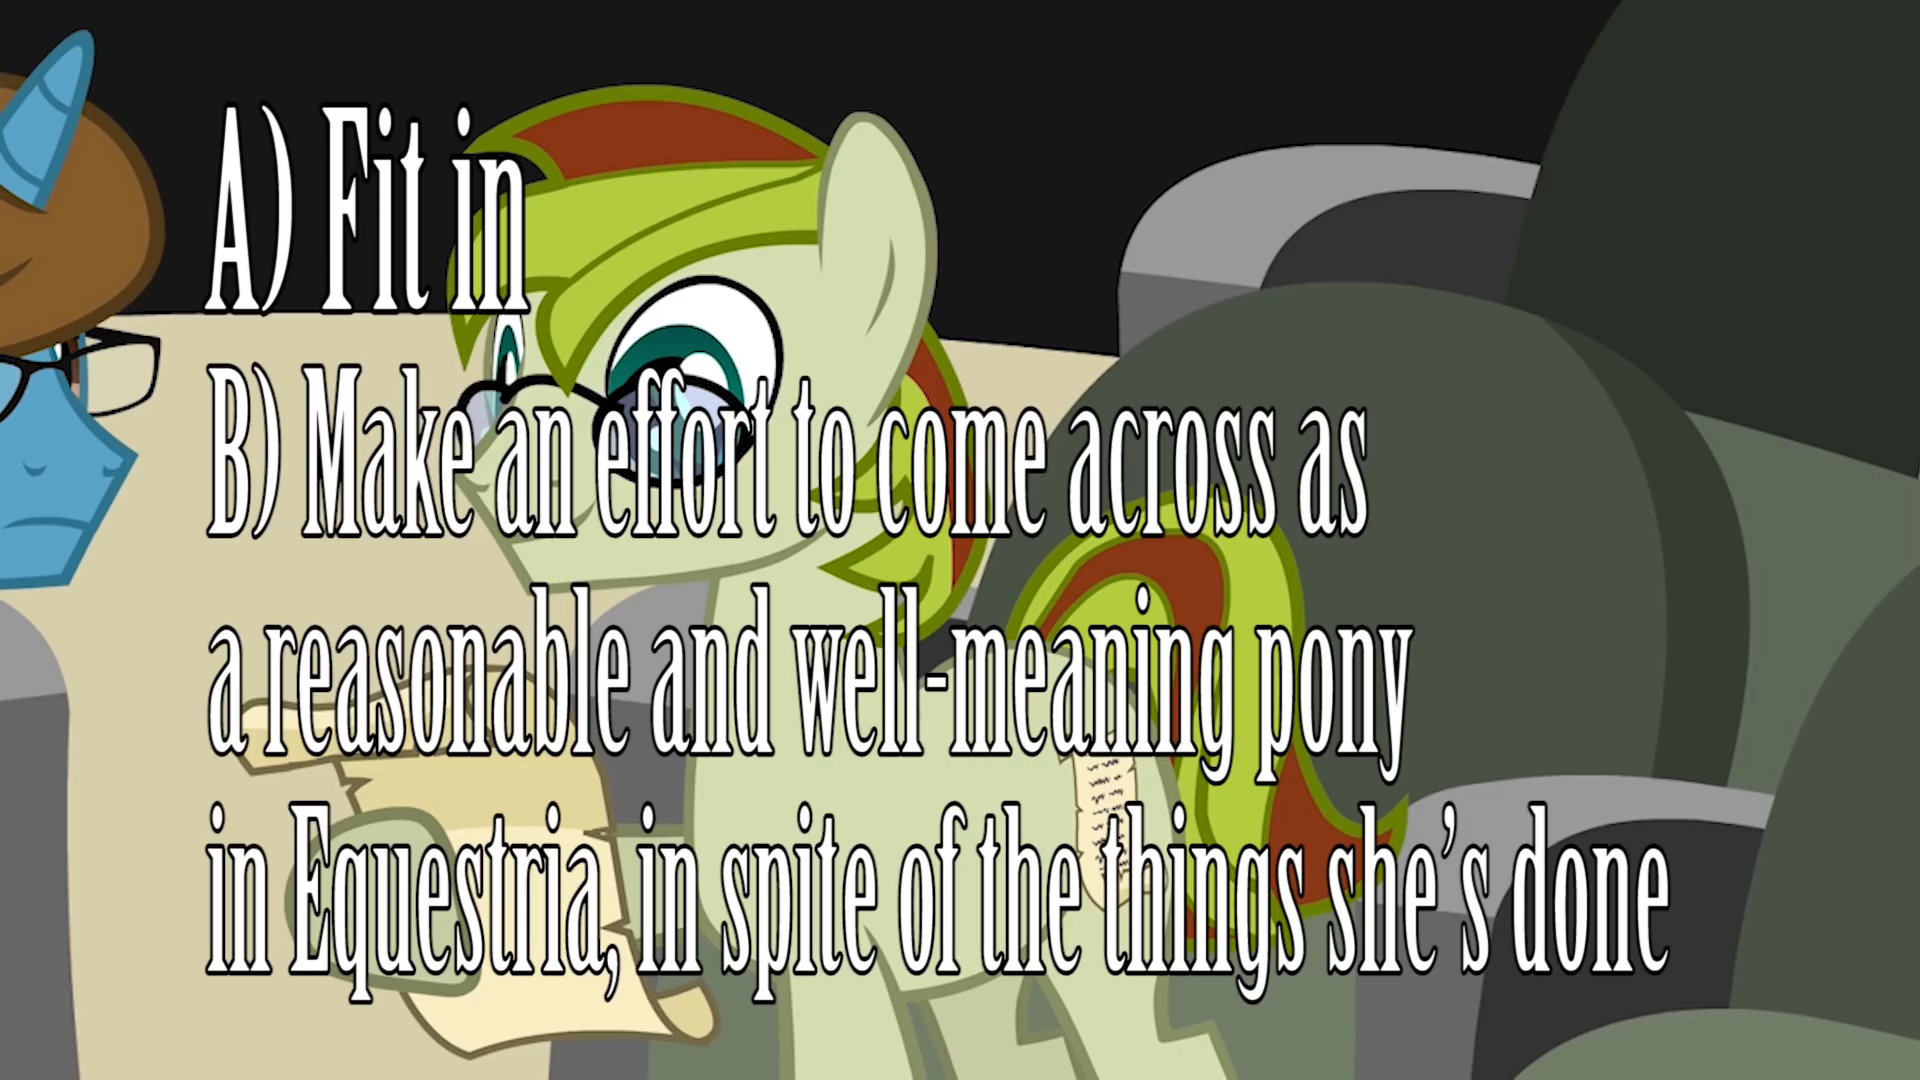 A) Fit in
B) Make an effort to come across as
a reasonable and well-meaning pony
in Equestria, in spite of the things she's done